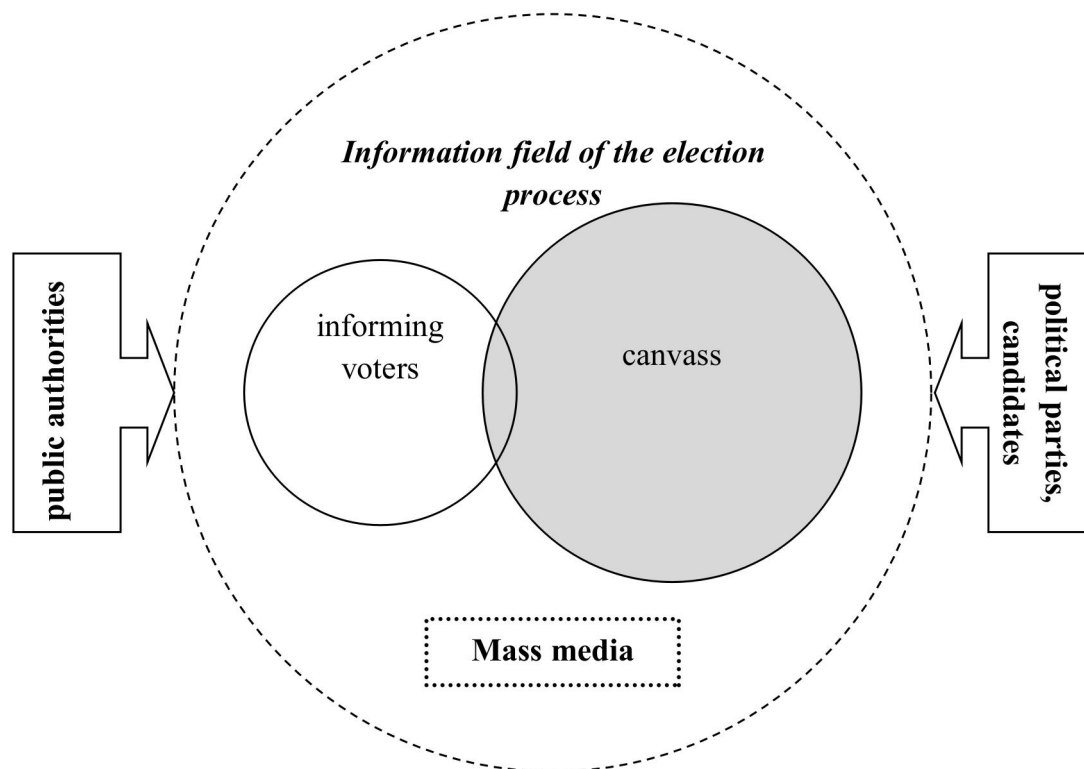 Information field of the election
process
public authorities
informing
voters
canvass
political parties,
candidates
Mass media